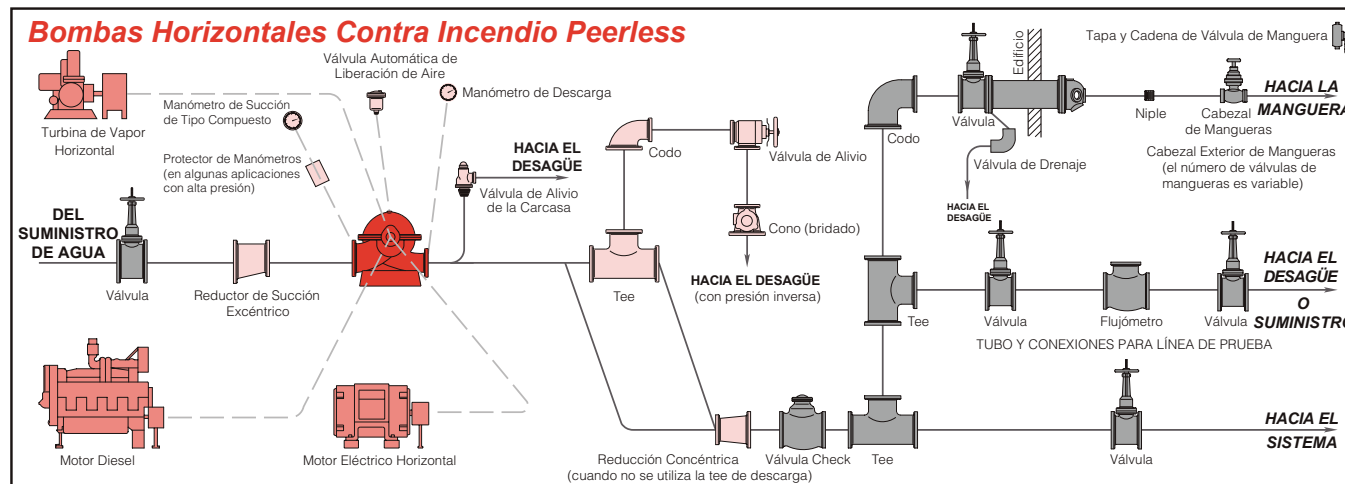 Bombas Horizontales Contra Incendio Peerless
Turbina de Vapor
Horizontal
Manómetro de Succión
de Tipo Compuesto
Protector de Manómetros
(en algunas aplicaciones
con alta presión)
Válvula Automática de
Liberación de Aire
Manómetro de Descarga
HACIA EL
DESAGÜE
Válvula de Alivio
de la Carcasa
DEL
SUMINISTRO
DE AGUA
Válvula
Reductor de Succión
Excéntrico
Motor Diesel
Motor Eléctrico Horizontal
Codo
Válvula de Alivio
Cono (bridado)
HACIA EL DESAGÜE
(con presión inversa)
Tee
Reducción Concéntrica
(cuando no se utiliza la tee de descarga)
Válvula Check
Tee
Codo
Válvula
Edificio
Válvula de Drenaje
HACIA EL
DESAGÜE
Tapa y Cadena de Válvula de Manguera
Niple
Cabezal
de Mangueras
HACIA LA
MANGUERA
Cabezal Exterior de Mangueras
(el número de válvulas de
mangueras es variable)
Tee
Válvula
Flujómetro
Válvula
HACIA EL
DESAGÜE
O
SUMINISTRO
TUBO Y CONEXIONES PARA LÍNEA DE PRUEBA
Válvula
HACIA EL
SISTEMA